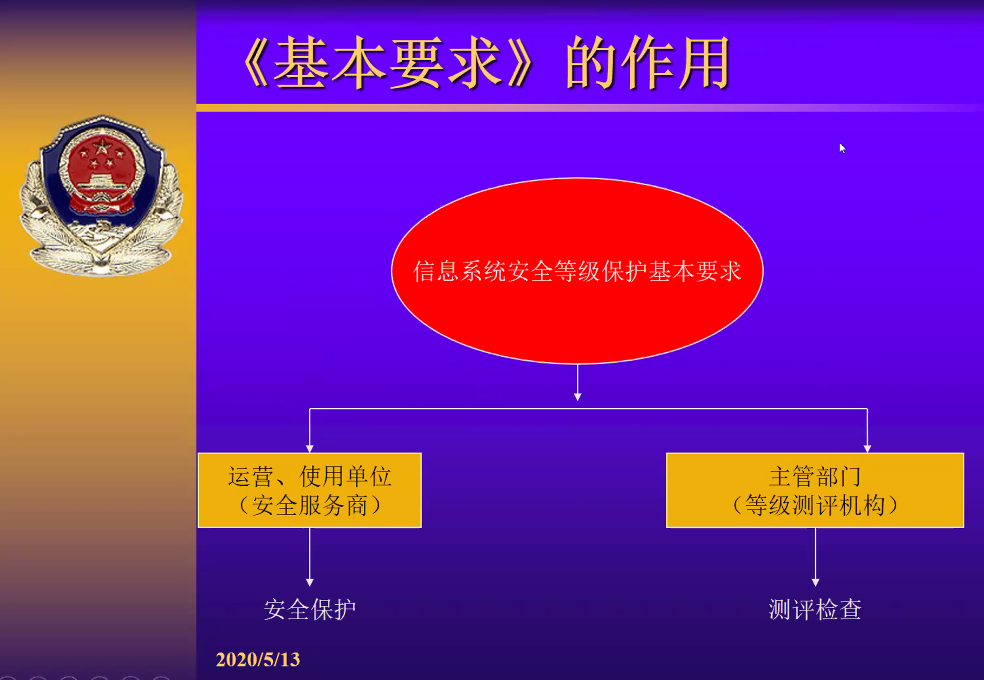 《基本要求》的作用
信息系统安全等级保护基本要求
运营、使用单位
（安全服务商）
主管部门
（等级测评机构）
安全保护
测评检查
2020/5/13